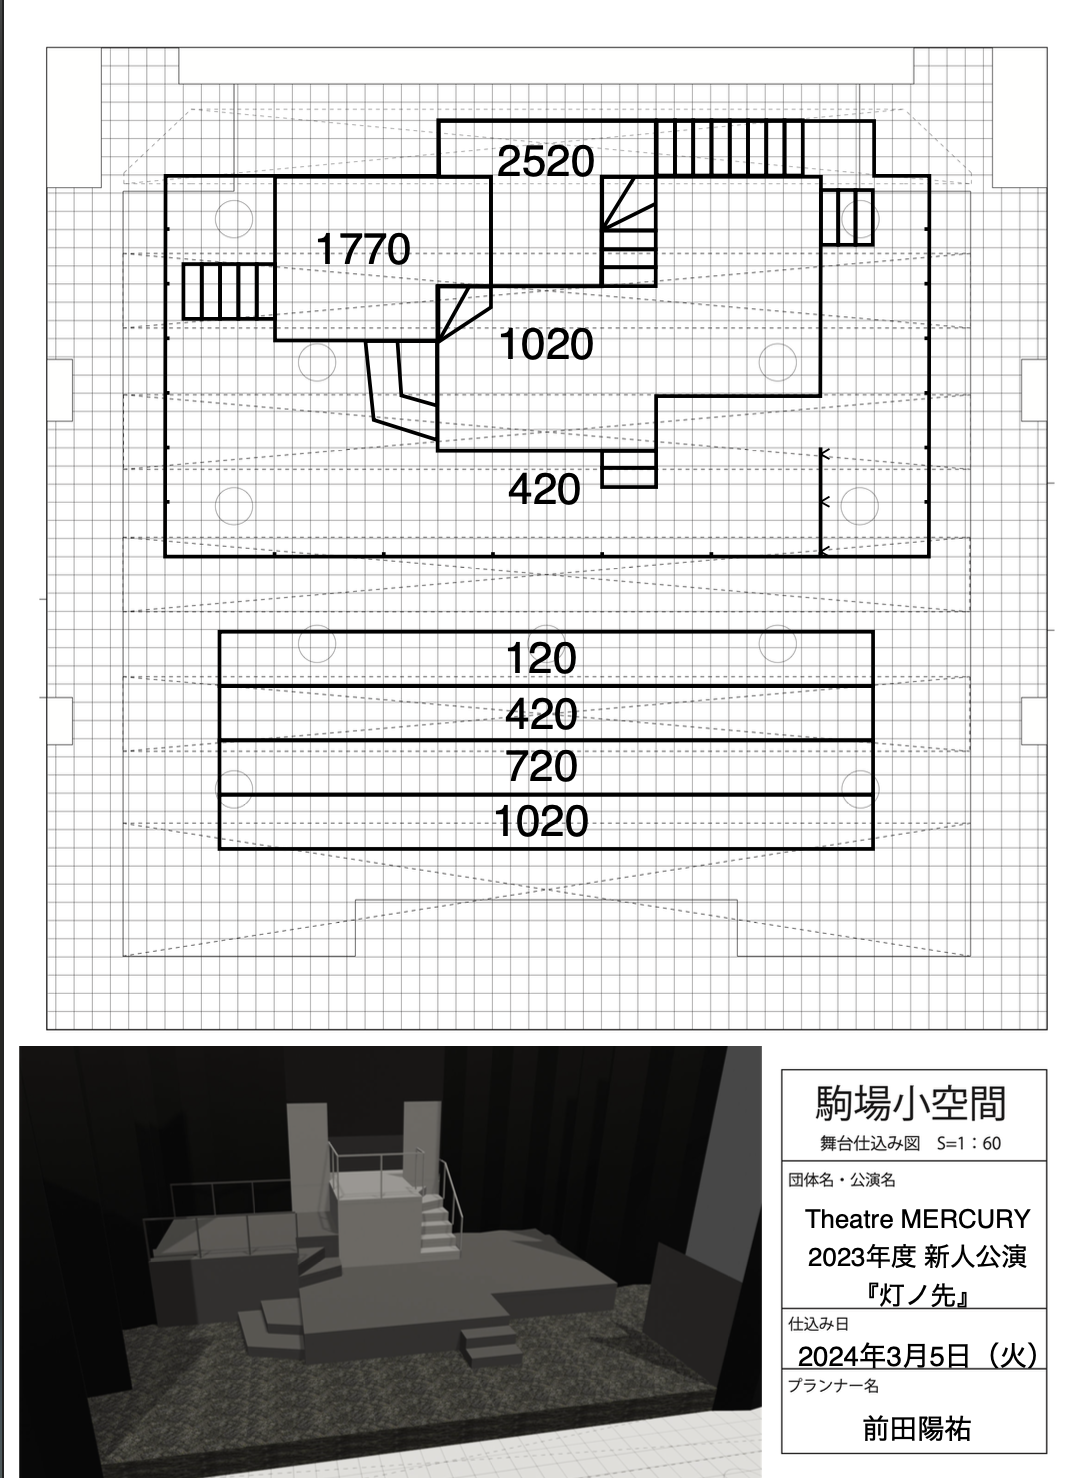 2520
1770
1020
420
120
420
720
1020
駒場小空間
舞台仕込み図　S=1：60
団体名・公演名
Theatre MERCURY
2023年度 新人公演
『灯ノ先』
仕込み日
2024年3月5日（火）
プランナー名
前田陽祐